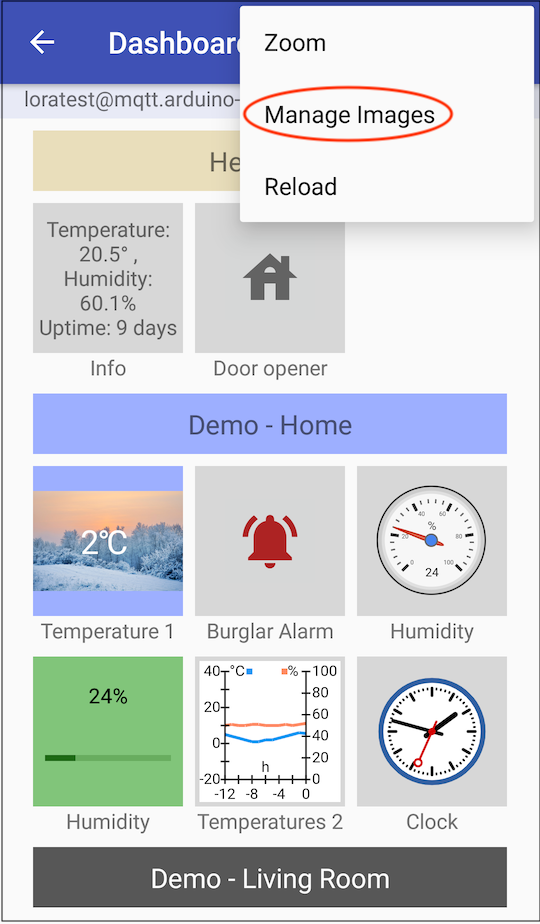 Dashboar
Zoom
loratest@mqtt.arduino-
Manage Images
He
Reload
Temperature:
20.5° ,
Humidity:
60.1%
Uptime: 9 days
Info
Door opener
Demo - Home
2°C
Temperature 1
Burglar Alarm
%
0 20 40 60 80 100
24
Humidity
24%
Humidity
40 °C % 100
80
20
60
0
40
20
h
-20 0
-12 -8 -4 0
Temperatures 2
Clock
Demo - Living Room